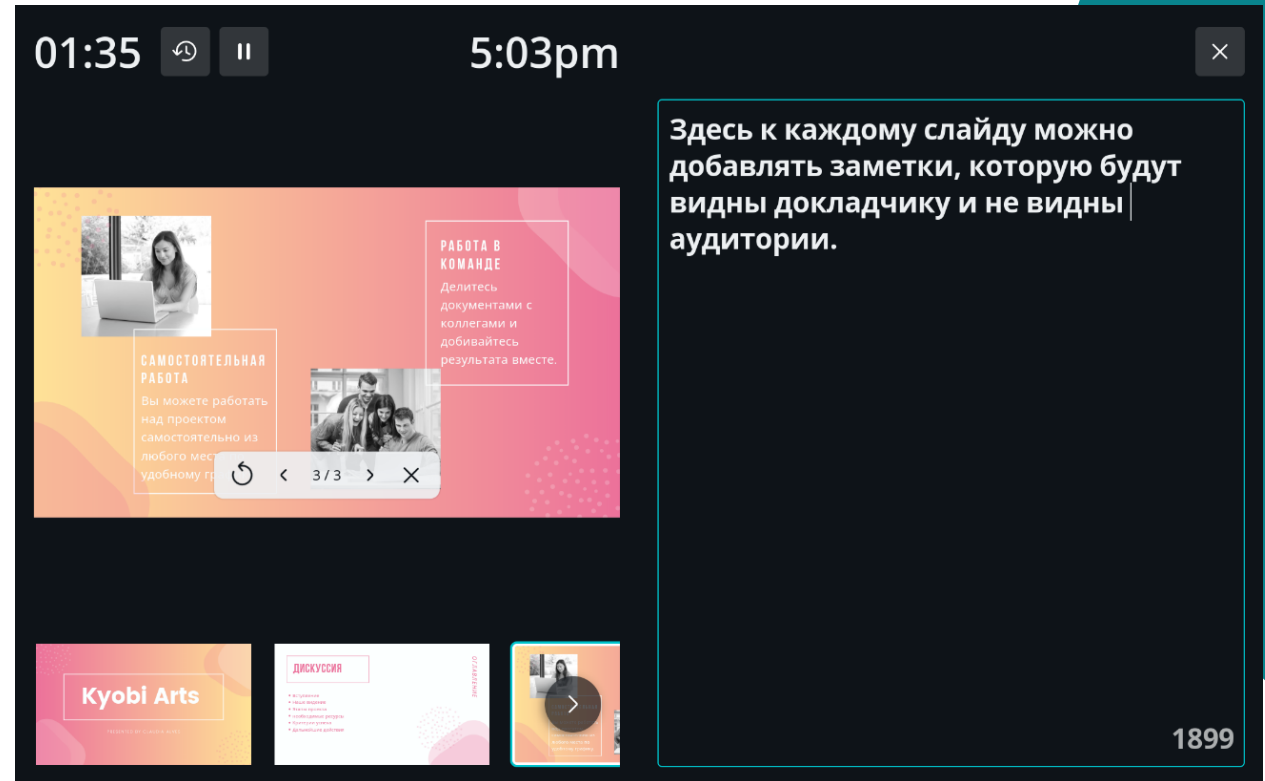 01:35
5:03pm
Здесь к каждому слайду можно
добавлять заметки, которую будут
видны докладчику и не видны
аудитории.
РАБОТА В
КОМАНДЕ
Делитесь
документами с
коллегами и
добивайтесь
результата вместе.
САМОСТОЯТЕЛЬНАЯ
РАБОТА
Вы можете работать
над проектом
самостоятельно из
любого
удобному
3/3
Kyobi Arts
ДИСКУССИЯ
ОГЛАВЛЕНИЕ
1899